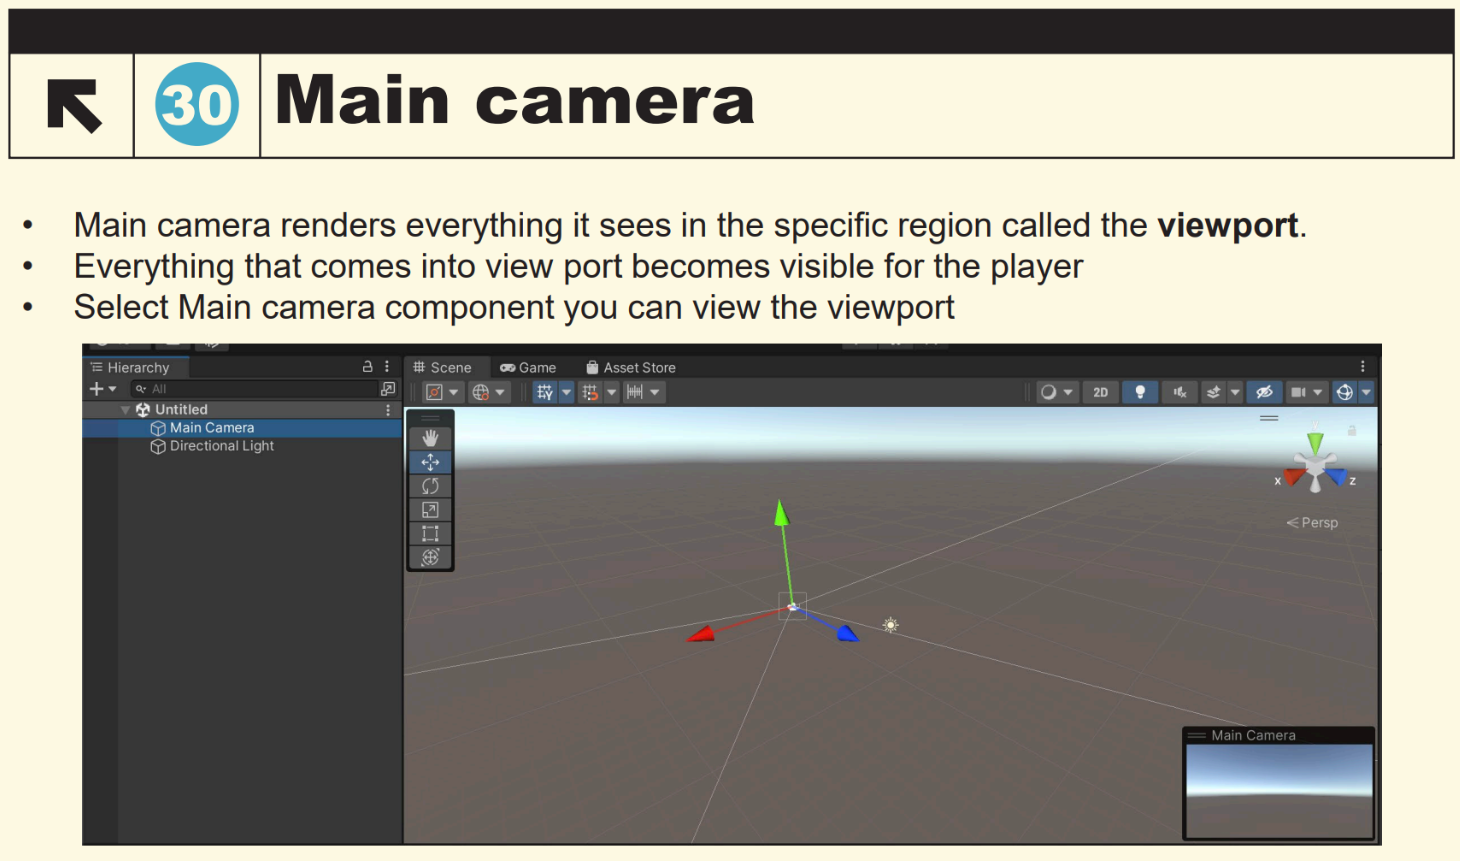 30 Main camera
• Main camera renders everything it sees in the specific region called the viewport.
• Everything that comes into view port becomes visible for the player
• Select Main camera component you can view the viewport
Hierarchy
Scene Game Asset Store
All
2D
Untitled
Main Camera
Directional Light
y
x z
Persp
Main Camera